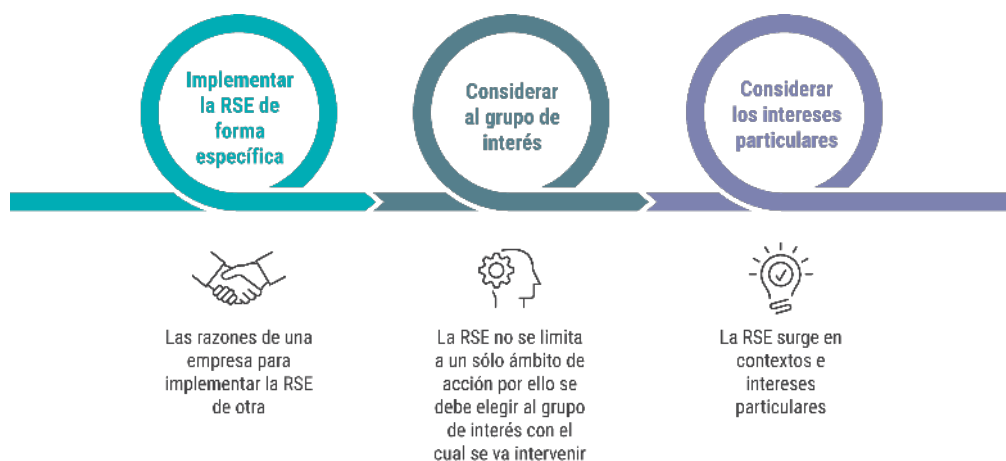 Implementar
la RSE de
forma
específica
Considerar
al grupo de
interés
Considerar
los intereses
particulares
Las razones de una
empresa para
implementar la RSE
de otra
La RSE no se limita
a un sólo ámbito de
acción por ello se
debe elegir al grupo
de interés con el
cual se va intervenir
La RSE surge en
contextos e
intereses
particulares